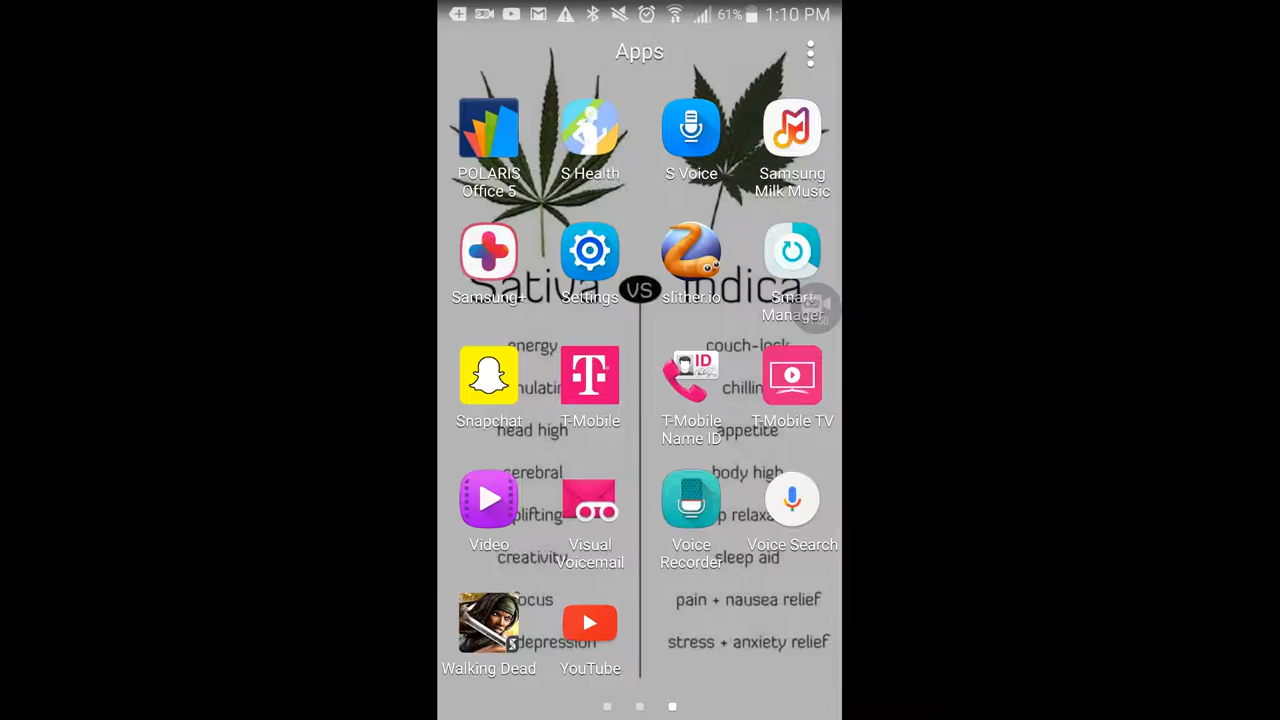 61% 1:10 PM
Apps
POLARIS Office 5
S Health
S Voice
Samsung Milk Music
Samsung+
Settings
slither.io
Smart Manager
Sativa VS Indica
energy
couch-lock
Snapchat
T-Mobile
ID
T-Mobile Name ID
T-Mobile TV
head high
appetite
cerebral
body high
Video
Visual Voicemail
Voice Recorder
Voice Search
creativity
sleep aid
focus
pain + nausea relief
depression
stress + anxiety relief
Walking Dead
YouTube